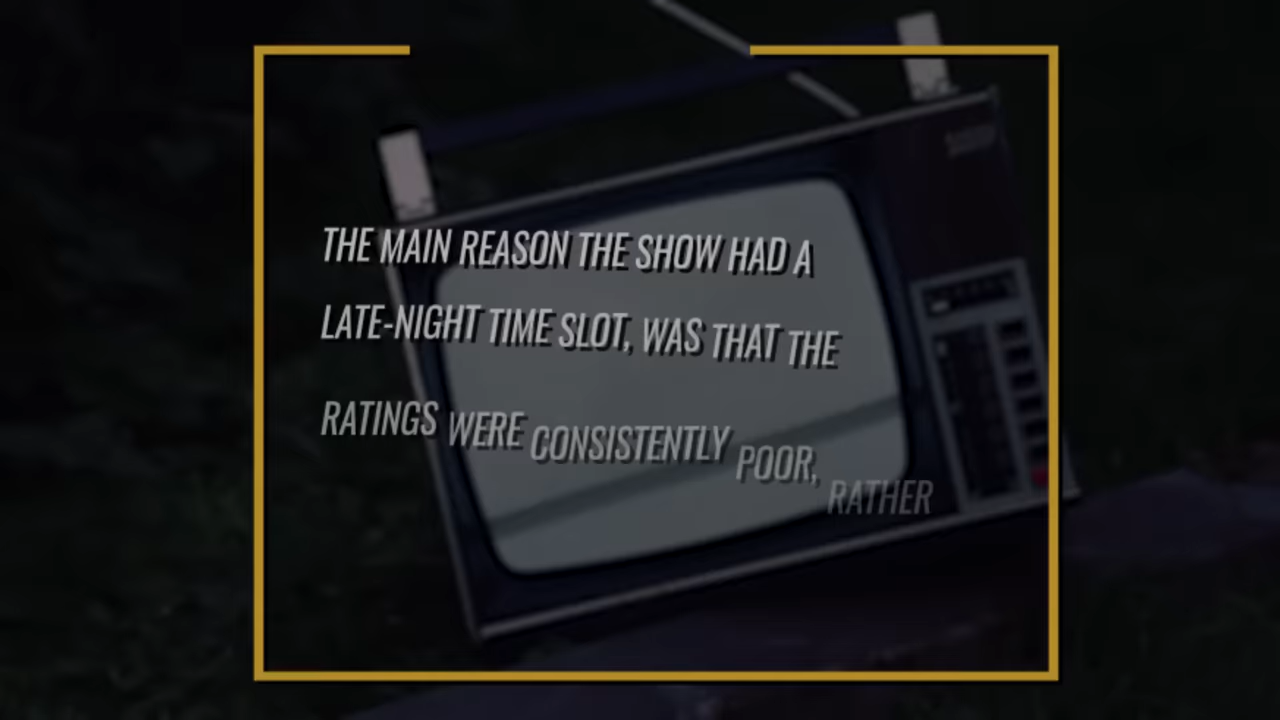 THE MAIN REASON THE SHOW HAD A
LATE-NIGHT TIME SLOT, WAS THAT THE
RATINGS WERE CONSISTENTLY POOR, RATHER